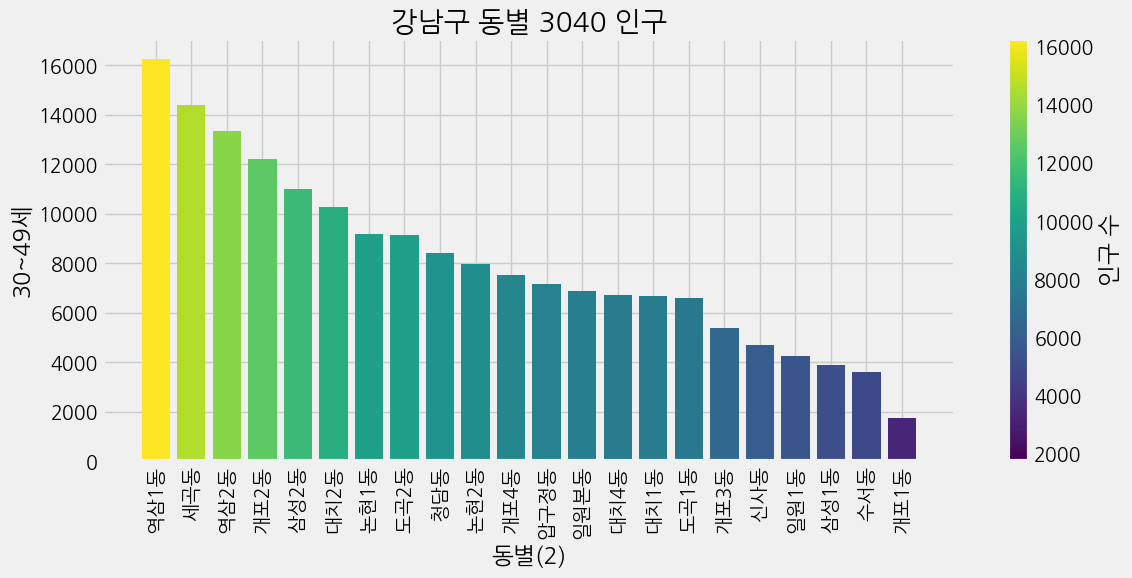 강남구 동별 3040 인구
30~49세
16000
14000
12000
10000
8000
6000
4000
2000
0
역삼1동
세곡동
역삼2동
개포2동
삼성2동
대치2동
논현1동
도곡2동
청담동
논현2동
개포4동
압구정동
일원본동
대치4동
대치1동
도곡1동
개포3동
신사동
일원1동
삼성1동
수서동
개포1동
동별(2)
16000
14000
12000
10000
8000
6000
4000
2000
인구 수